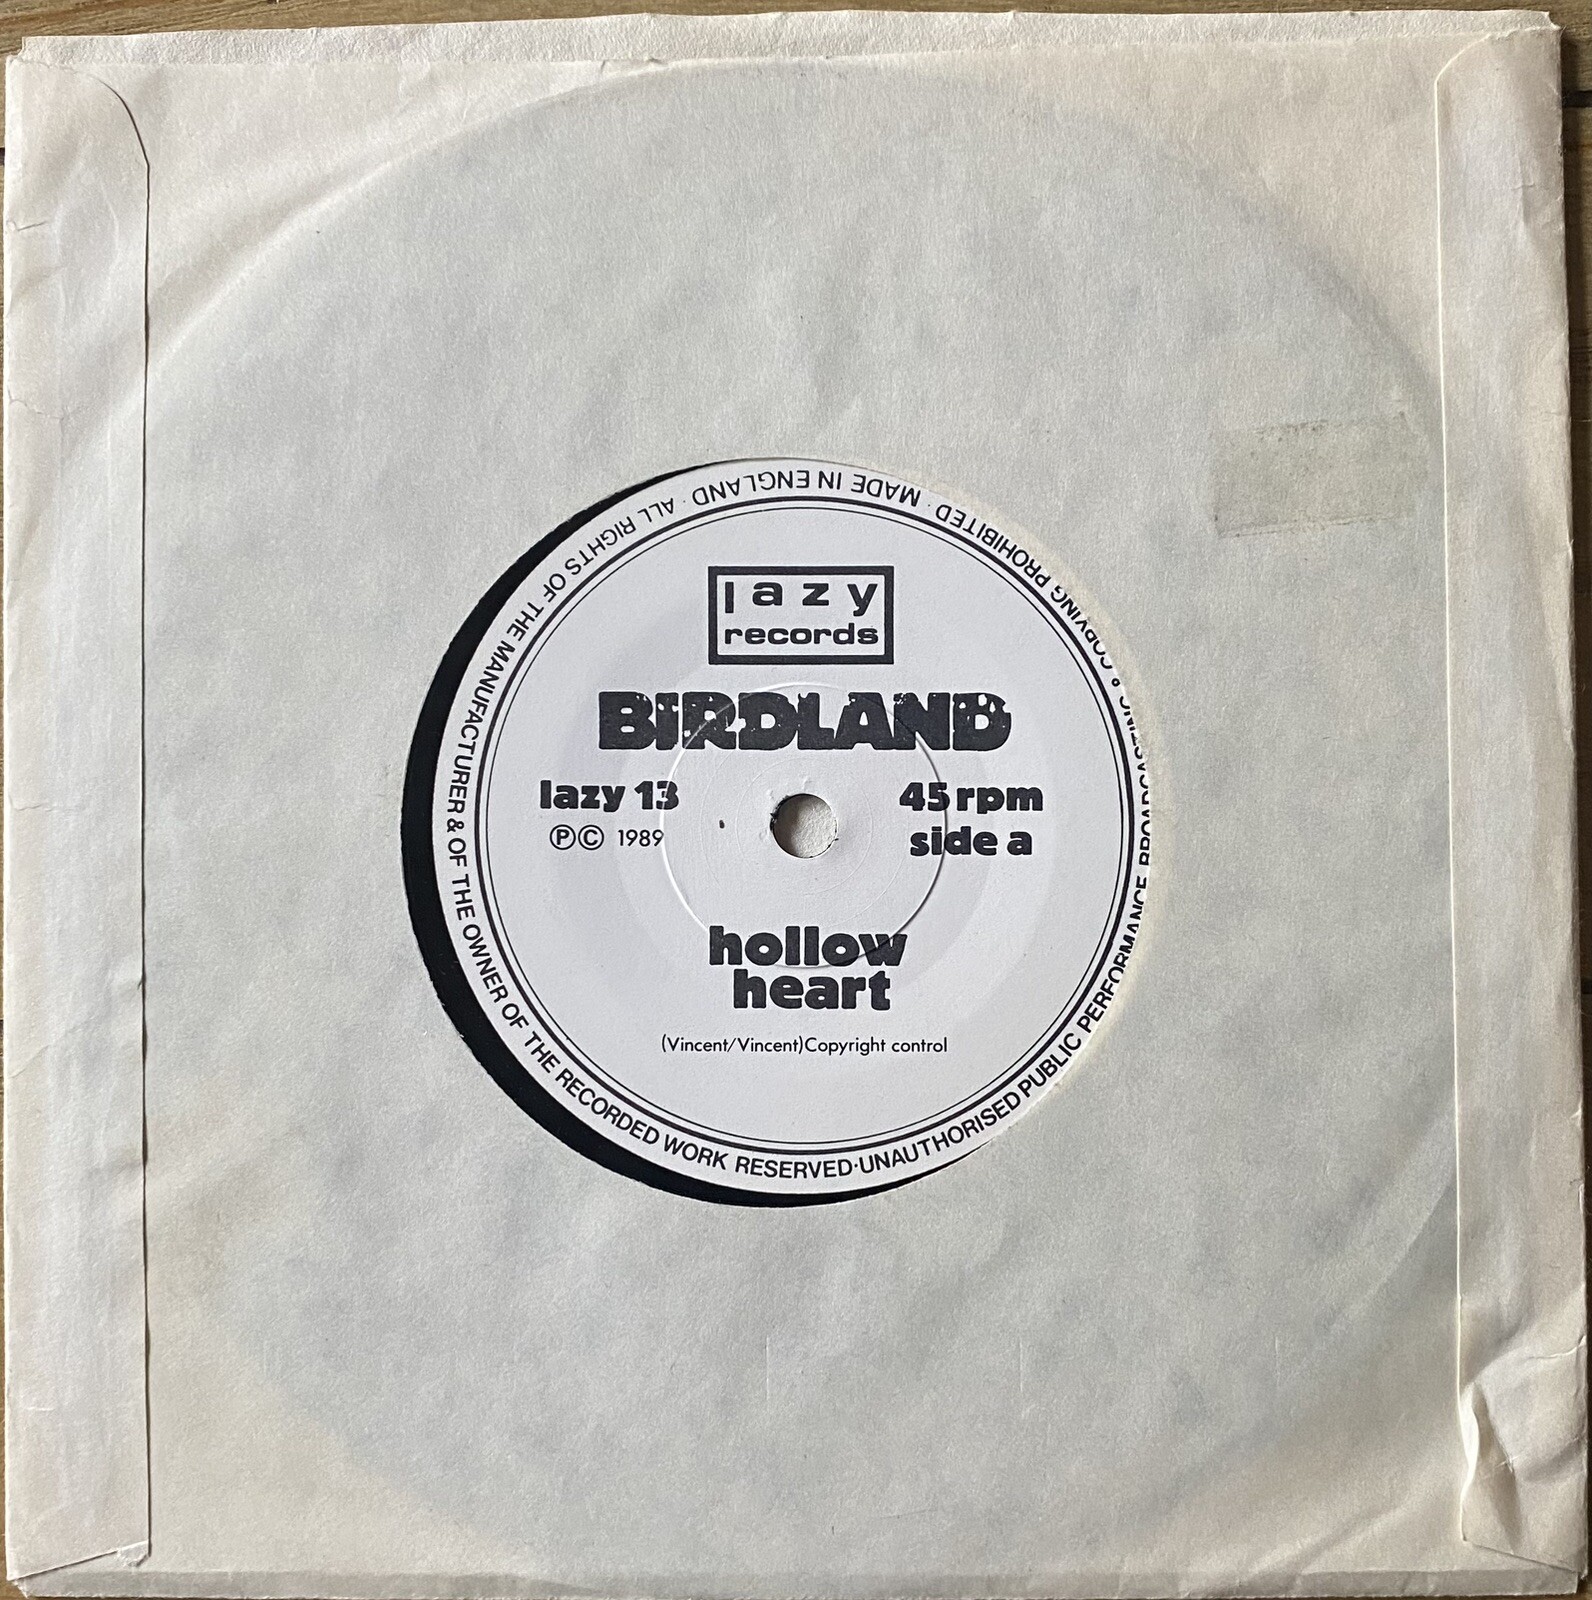 lazy
records
BIRDLAND
lazy 13
℗© 1989
45 rpm
side a
hollow
heart
(Vincent/Vincent)Copyright control
ALL RIGHTS OF THE MANUFACTURER & OF THE OWNER OF THE RECORDED WORK RESERVED·UNAUTHORISED PUBLIC PERFORMANCE BROADCASTING & COPYING PROHIBITED · MADE IN ENGLAND ·